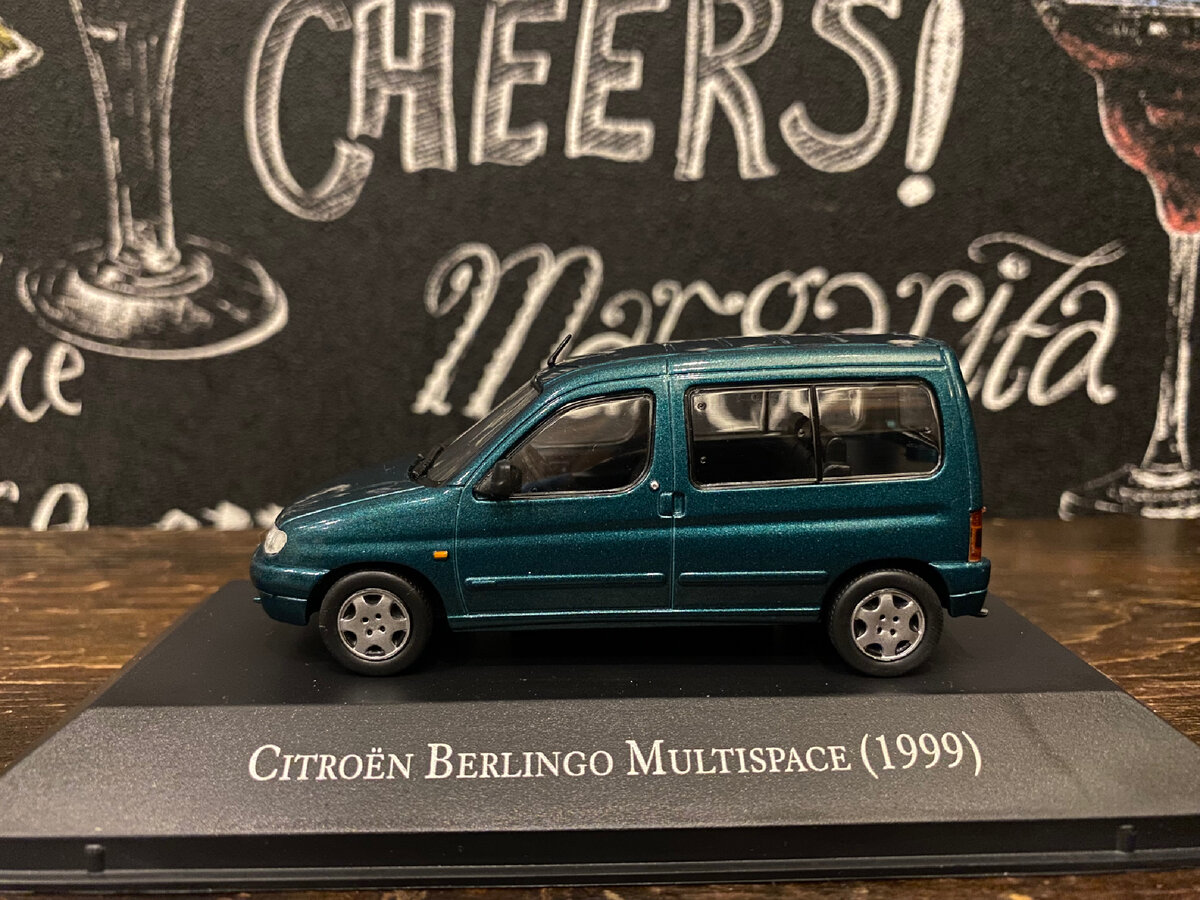 CHEERS!
Margarita
CITROËN BERLINGO MULTISPACE (1999)